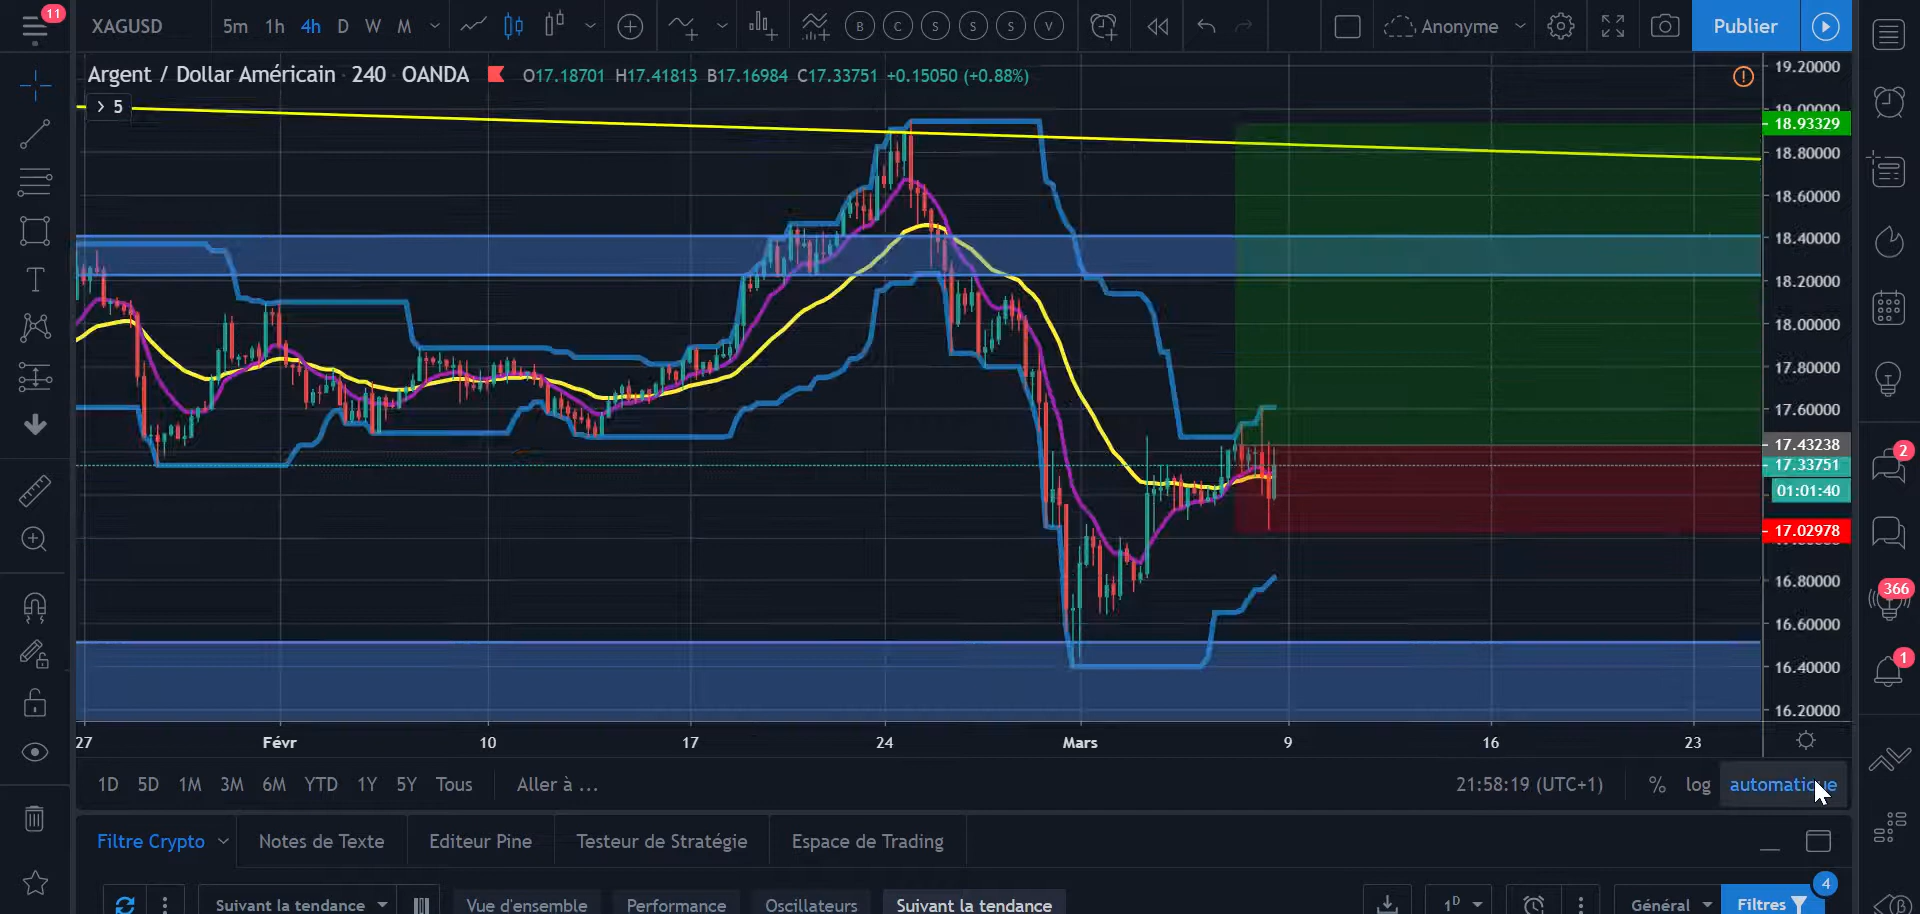 11
XAGUSD
5m 1h 4h D W M
B C S S S V
Anonyme
Publier
Argent / Dollar Américain · 240 · OANDA O17.18701 H17.41813 B17.16984 C17.33751 +0.15050 (+0.88%)
> 5
19.20000
19.00000
18.93329
18.80000
18.60000
18.40000
18.20000
18.00000
17.80000
17.60000
17.43238
17.33751
01:01:40
17.02978
16.80000
16.60000
16.40000
16.20000
2
366
1
27 Févr 10 17 24 Mars 9 16 23
1D 5D 1M 3M 6M YTD 1Y 5Y Tous Aller à ... 21:58:19 (UTC+1) % log automatique
Filtre Crypto Notes de Texte Editeur Pine Testeur de Stratégie Espace de Trading
4
Suivant la tendance Vue d'ensemble Performance Oscillateurs Suivant la tendance 1D Général Filtres